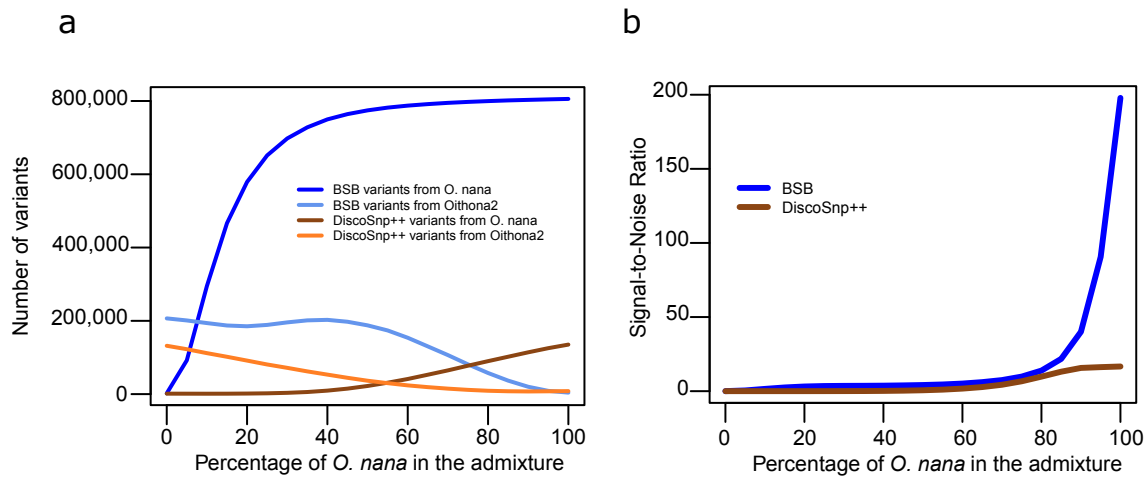 a
Number of variants
800,000
600,000
400,000
200,000
0
BSB variants from O. nana
BSB variants from Oithona2
DiscoSnp++ variants from O. nana
DiscoSnp++ variants from Oithona2
0 20 40 60 80 100
Percentage of O. nana in the admixture
b
Signal-to-Noise Ratio
200
150
100
50
0
BSB
DiscoSnp++
0 20 40 60 80 100
Percentage of O. nana in the admixture